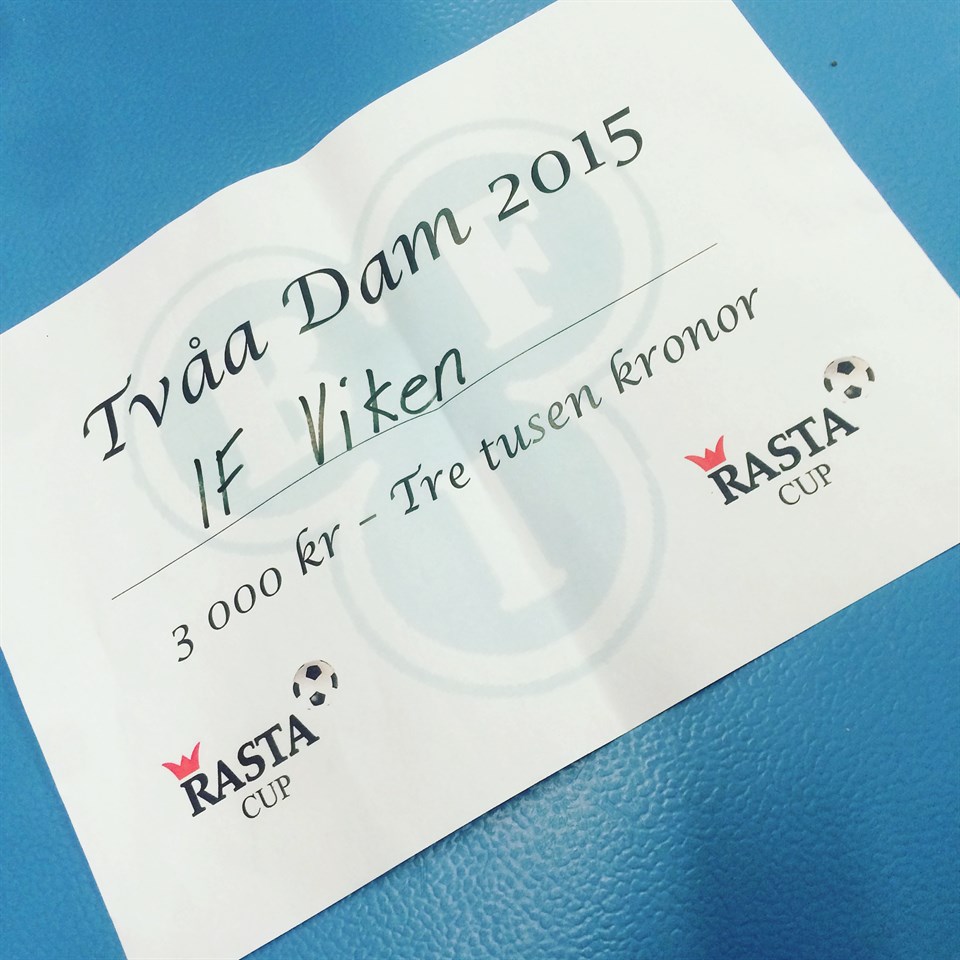 Tvåa Dam 2015
IF Viken
3 000 kr – Tre tusen kronor
RASTA
CUP
RASTA
CUP